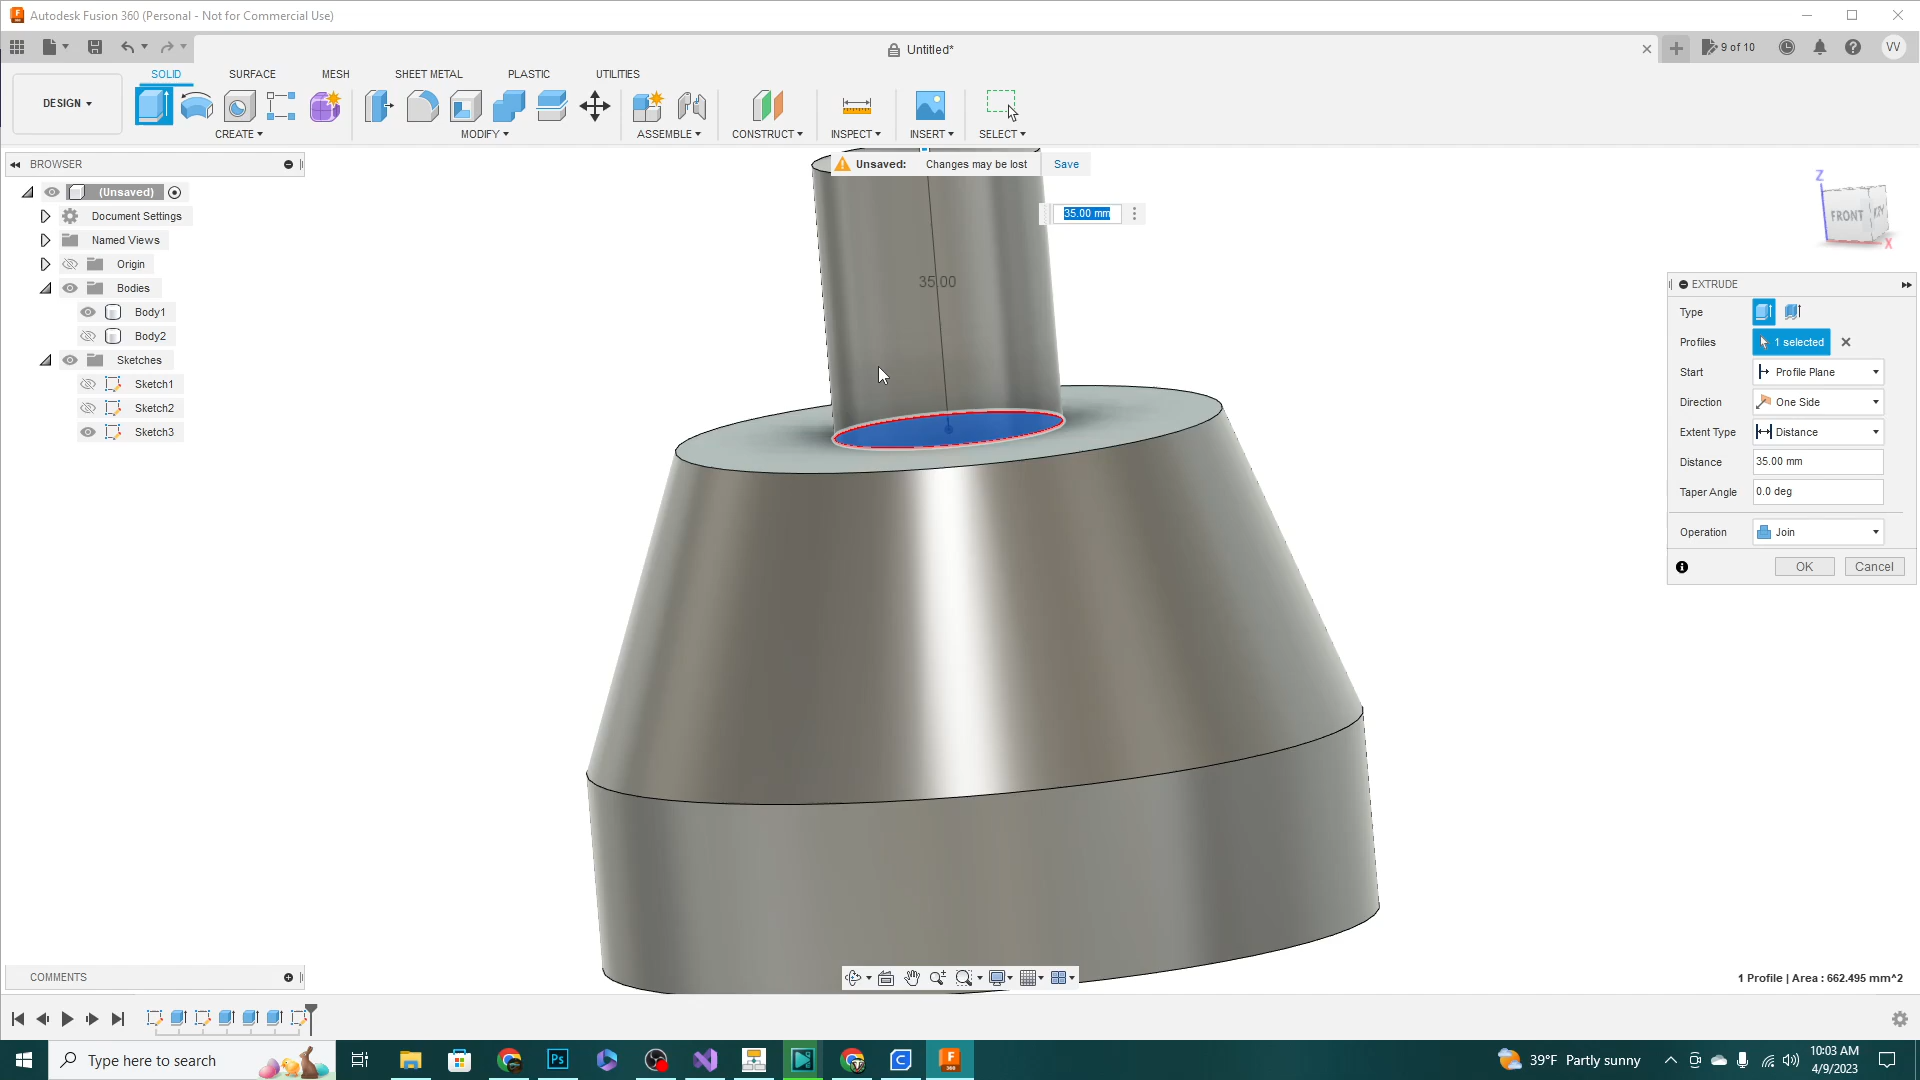 Autodesk Fusion 360 (Personal - Not for Commercial Use)
Untitled*
9 of 10
VV
DESIGN
SOLID
SURFACE
MESH
SHEET METAL
PLASTIC
UTILITIES
CREATE
MODIFY
ASSEMBLE
CONSTRUCT
INSPECT
INSERT
SELECT
BROWSER
Unsaved: Changes may be lost Save
(Unsaved)
Document Settings
Named Views
Origin
Bodies
Body1
Body2
Sketches
Sketch1
Sketch2
Sketch3
35.00 mm
35.00
Z
FRONT
X
EXTRUDE
Type
Profiles 1 selected
Start Profile Plane
Direction One Side
Extent Type Distance
Distance 35.00 mm
Taper Angle 0.0 deg
Operation Join
OK Cancel
COMMENTS
1 Profile | Area : 662.495 mm^2
Type here to search
Ps
39°F Partly sunny
10:03 AM
4/9/2023